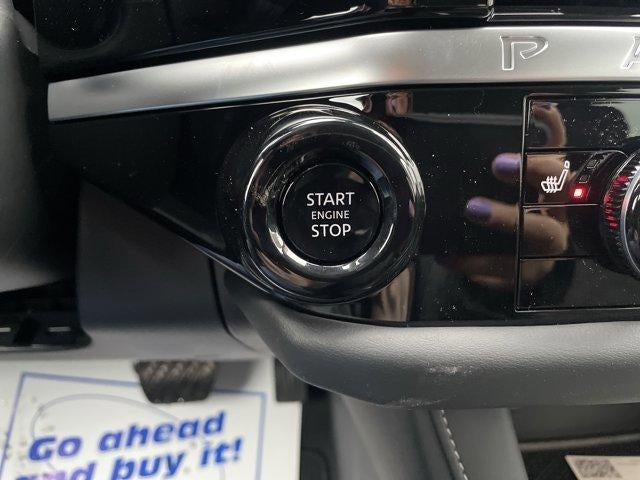 P A
START
ENGINE
STOP
Go ahead
and buy it!